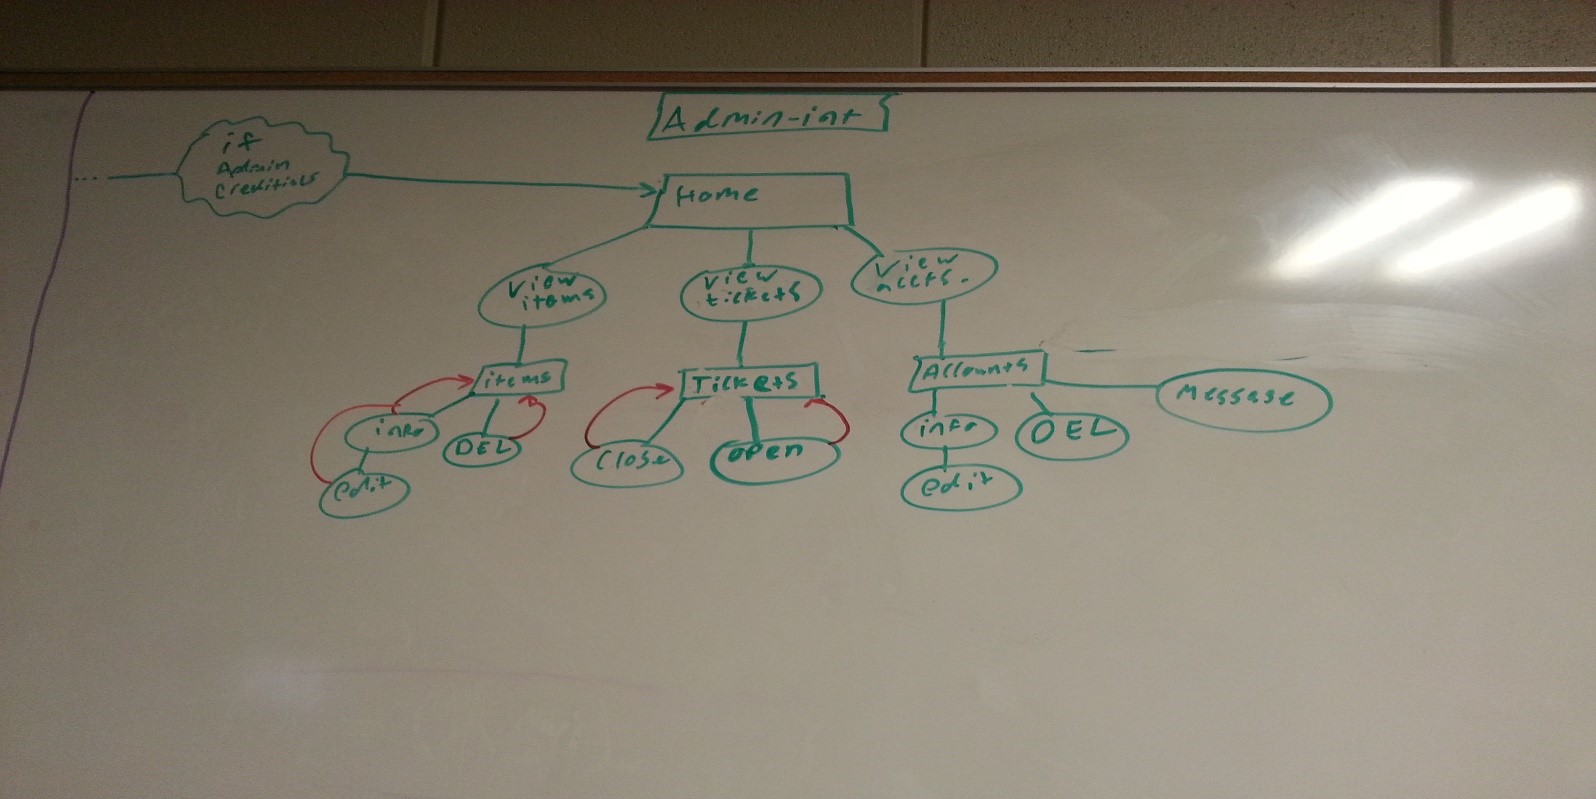 Admin-int
if
Admin
Creditials
Home
View
items
View
tickets
View
accts.
items
Tickets
Accounts
Message
info
DEL
Close
open
info
DEL
edit
edit